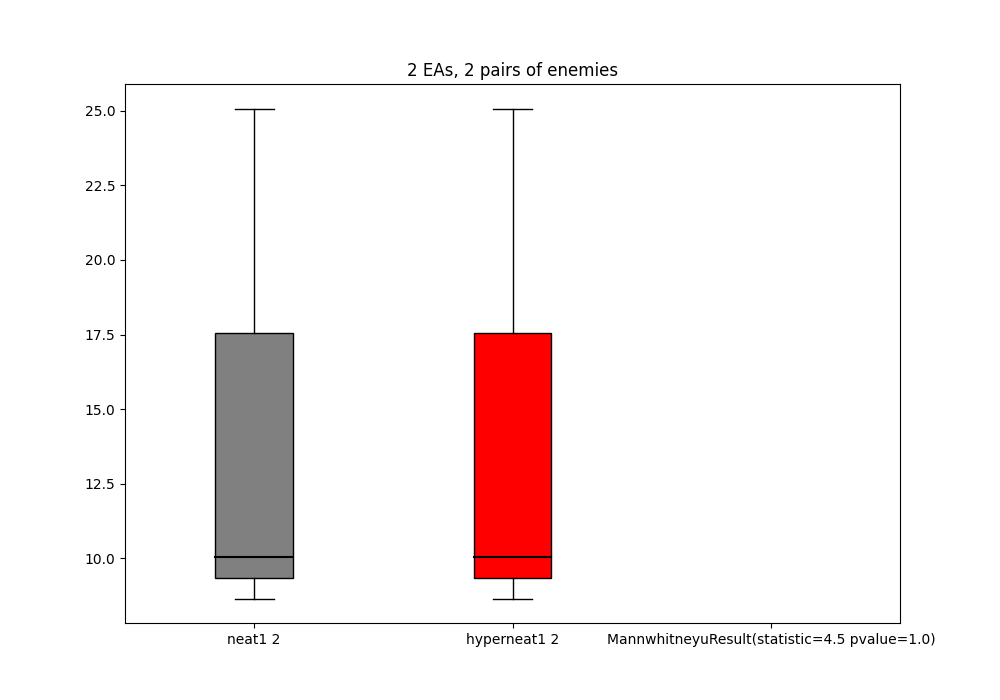 2 EAs, 2 pairs of enemies
25.0
22.5
20.0
17.5
15.0
12.5
10.0
neat1 2
hyperneat1 2
MannwhitneyuResult(statistic=4.5 pvalue=1.0)